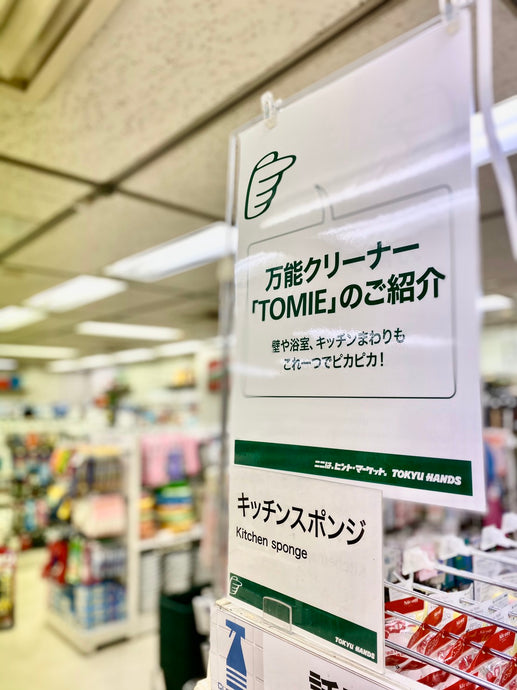 万能クリーナー
「TOMIE」のご紹介
壁や浴室、キッチンまわりも
これ一つでピカピカ！
ここは、ヒント・マーケット。 TOKYU HANDS
キッチンスポンジ
Kitchen sponge
TOKYU HANDS